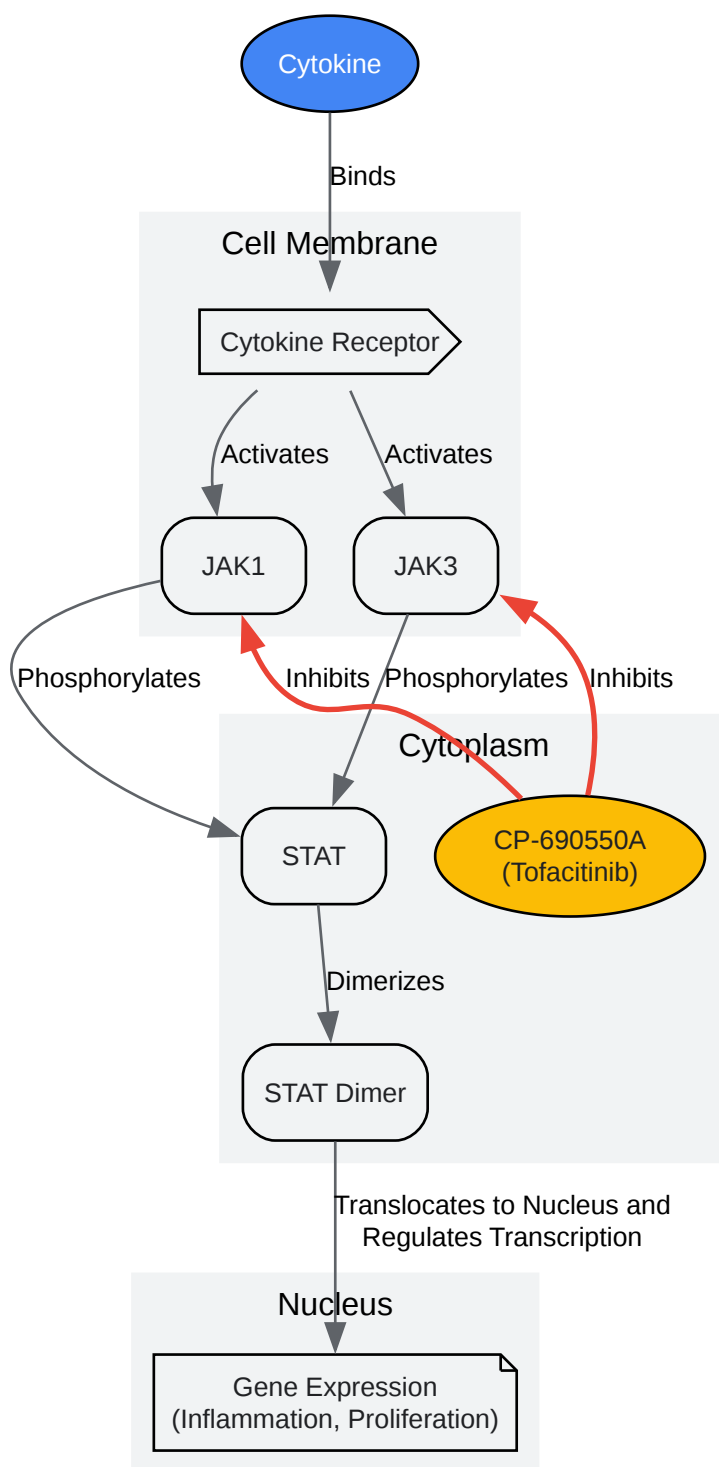 Cytokine
Binds
Cell Membrane
Cytokine Receptor
Activates
Activates
JAK1
JAK3
Phosphorylates
Inhibits
Phosphorylates
Inhibits
Cytoplasm
STAT
CP-690550A
(Tofacitinib)
Dimerizes
STAT Dimer
Translocates to Nucleus and
Regulates Transcription
Nucleus
Gene Expression
(Inflammation, Proliferation)